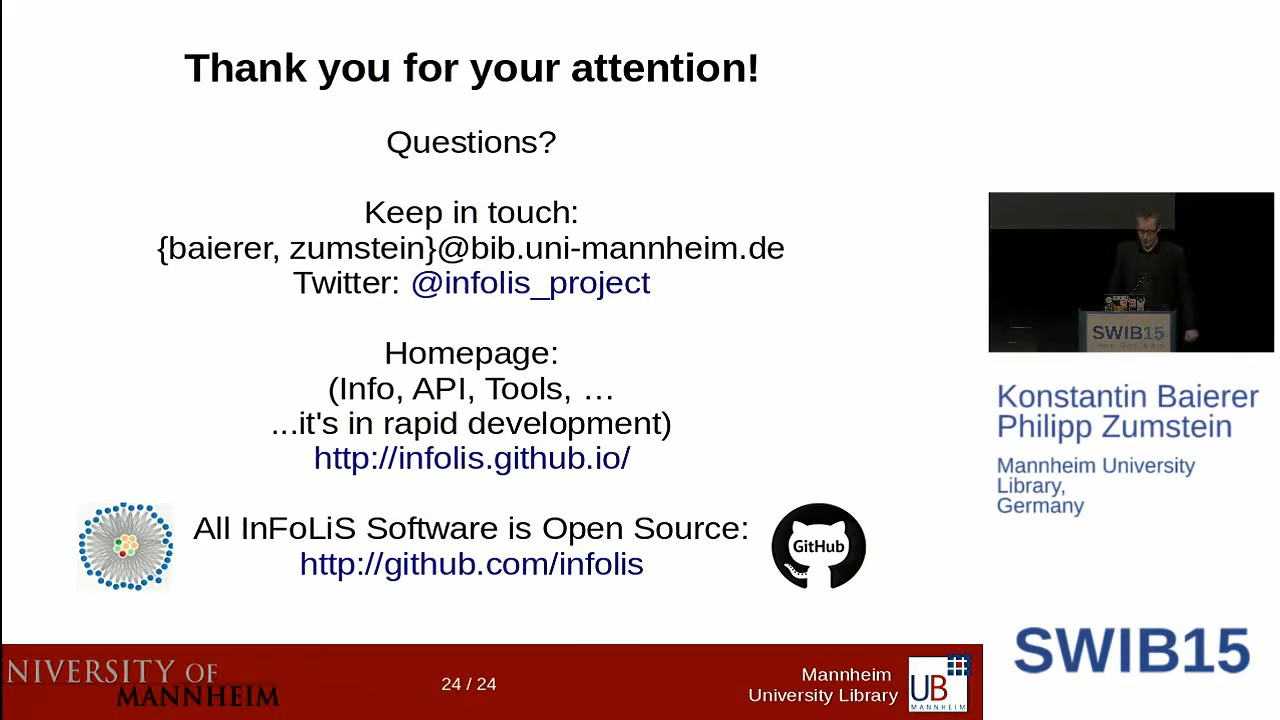 Thank you for your attention!
Questions?
Keep in touch:
{baierer, zumstein}@bib.uni-mannheim.de
Twitter: @infolis_project
Homepage:
(Info, API, Tools, …
...it's in rapid development)
http://infolis.github.io/
All InFoLiS Software is Open Source:
http://github.com/infolis
GitHub
NIVERSITY OF
MANNHEIM
24 / 24
Mannheim
University Library
UB
MANNHEIM
SWIB15
Konstantin Baierer
Philipp Zumstein
Mannheim University
Library,
Germany
SWIB15